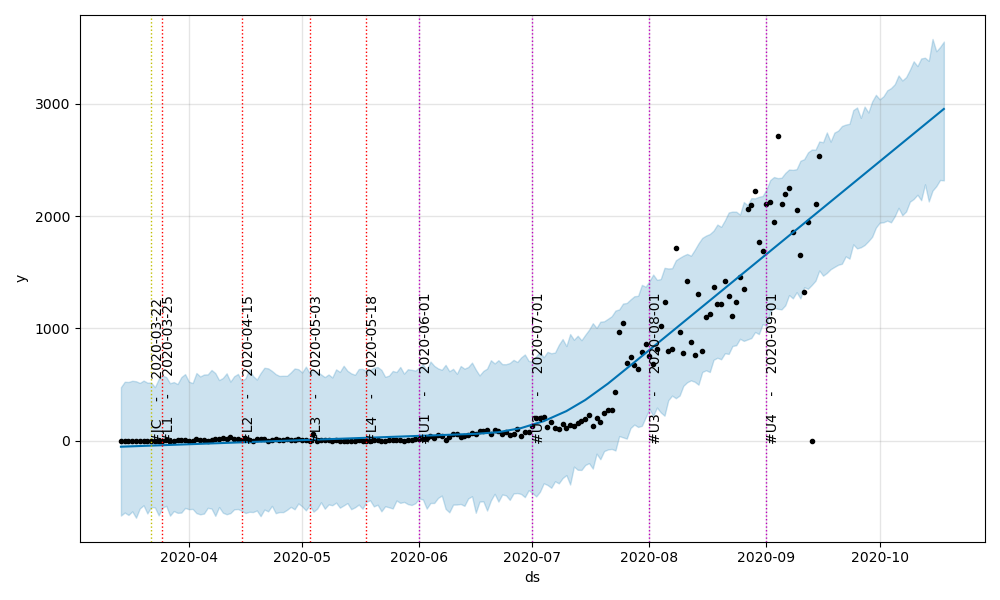 3000
2000
1000
0
y
#JC - 2020-03-22
#L1 - 2020-03-25
#L2 - 2020-04-15
#L3 - 2020-05-03
#L4 - 2020-05-18
#U1 - 2020-06-01
#U2 - 2020-07-01
#U3 - 2020-08-01
#U4 - 2020-09-01
2020-04
2020-05
2020-06
2020-07
2020-08
2020-09
2020-10
ds